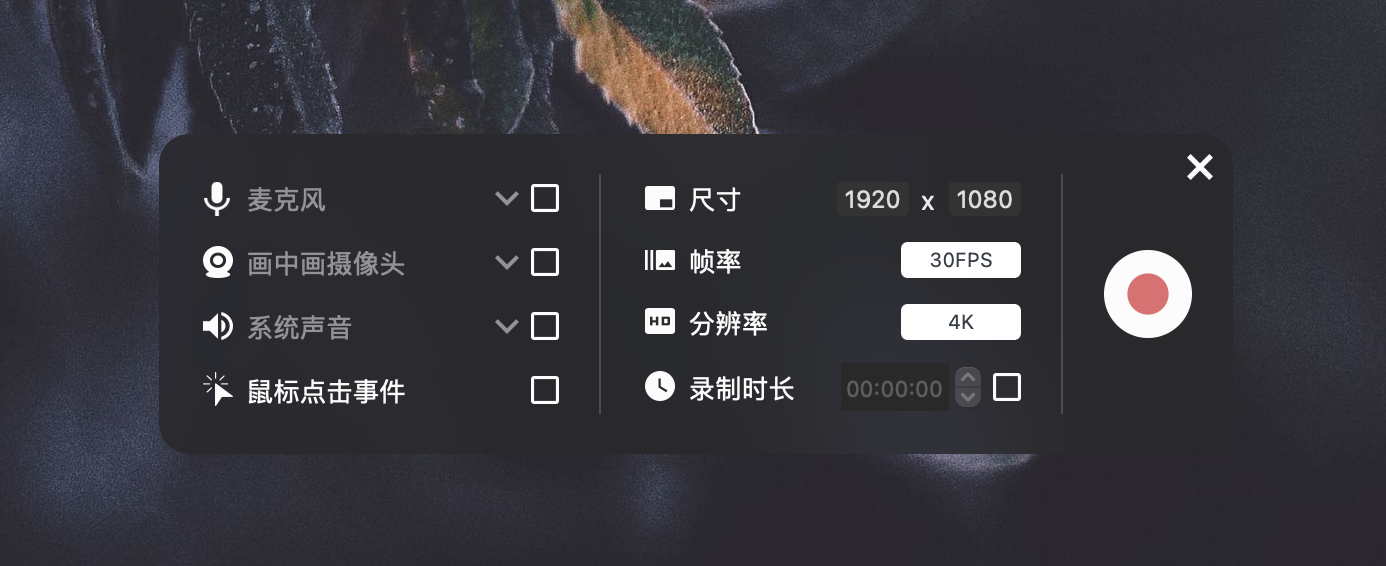 麦克风
画中画摄像头
系统声音
鼠标点击事件
尺寸 1920 x 1080
帧率 30FPS
HD 分辨率 4K
录制时长 00:00:00